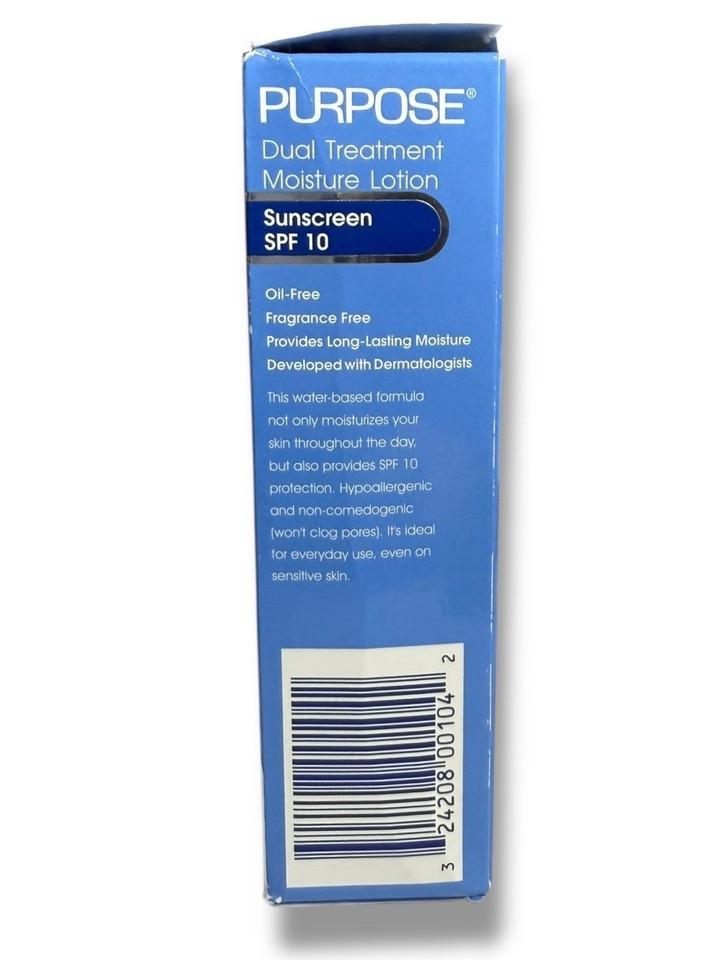 PURPOSE®
Dual Treatment
Moisture Lotion
Sunscreen
SPF 10
Oil-Free
Fragrance Free
Provides Long-Lasting Moisture
Developed with Dermatologists
This water-based formula
not only moisturizes your
skin throughout the day,
but also provides SPF 10
protection. Hypoallergenic
and non-comedogenic
(won't clog pores). It's ideal
for everyday use, even on
sensitive skin.
3 24208 00104 2